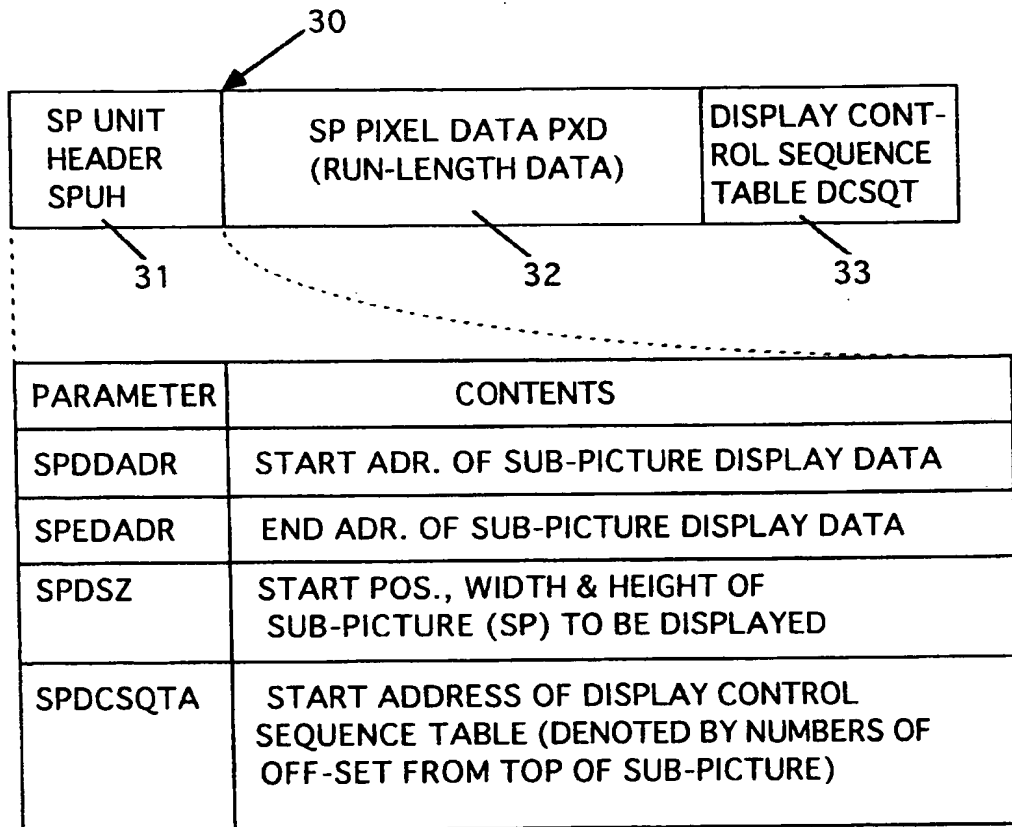 30
SP UNIT
HEADER
SPUH
SP PIXEL DATA PXD
(RUN-LENGTH DATA)
DISPLAY CONT-
ROL SEQUENCE
TABLE DCSQT
31
32
33
PARAMETER
CONTENTS
SPDDADR
START ADR. OF SUB-PICTURE DISPLAY DATA
SPEDADR
END ADR. OF SUB-PICTURE DISPLAY DATA
SPDSZ
START POS., WIDTH & HEIGHT OF
SUB-PICTURE (SP) TO BE DISPLAYED
SPDCSQTA
START ADDRESS OF DISPLAY CONTROL
SEQUENCE TABLE (DENOTED BY NUMBERS OF
OFF-SET FROM TOP OF SUB-PICTURE)